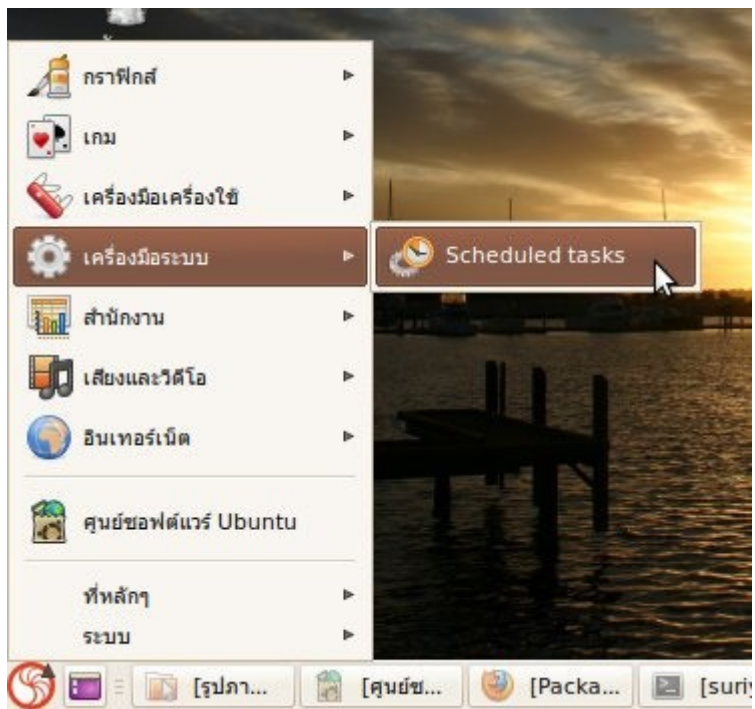 กราฟิกส์
เกม
เครื่องมือเครื่องใช้
เครื่องมือระบบ
Scheduled tasks
สำนักงาน
เสียงและวิดีโอ
อินเทอร์เน็ต
ศูนย์ซอฟต์แวร์ Ubuntu
ที่หลักๆ
ระบบ
[รูปภา... [ศูนย์ซ... [Packa... [suriy